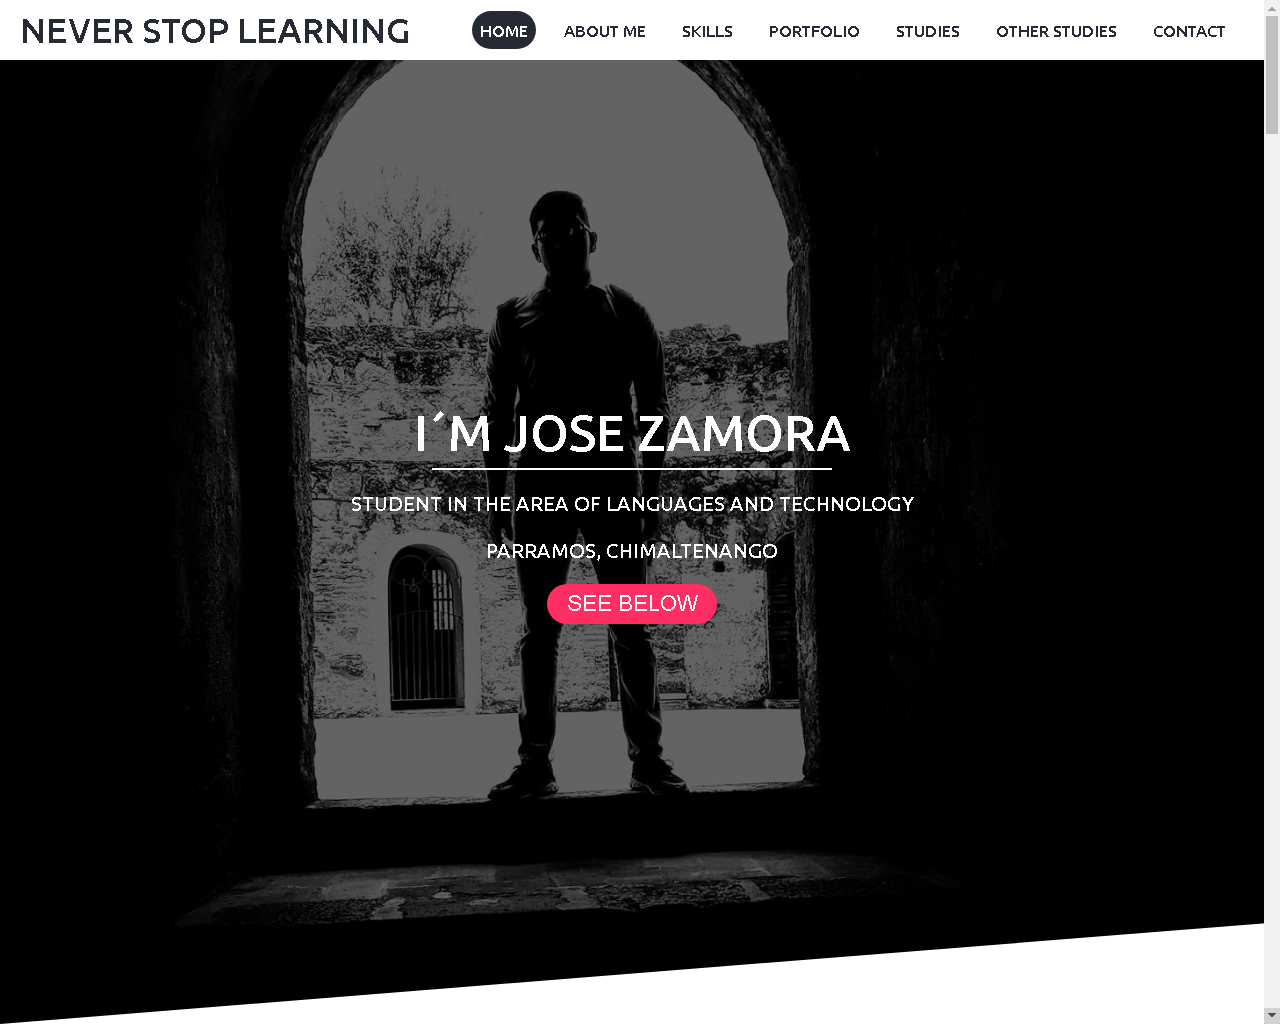 NEVER STOP LEARNING
HOME
ABOUT ME
SKILLS
PORTFOLIO
STUDIES
OTHER STUDIES
CONTACT
I´M JOSE ZAMORA
STUDENT IN THE AREA OF LANGUAGES AND TECHNOLOGY
PARRAMOS, CHIMALTENANGO
SEE BELOW